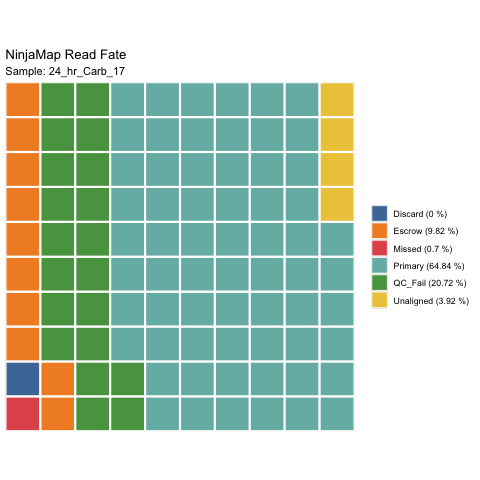 NinjaMap Read Fate
Sample: 24_hr_Carb_17
Discard (0 %)
Escrow (9.82 %)
Missed (0.7 %)
Primary (64.84 %)
QC_Fail (20.72 %)
Unaligned (3.92 %)